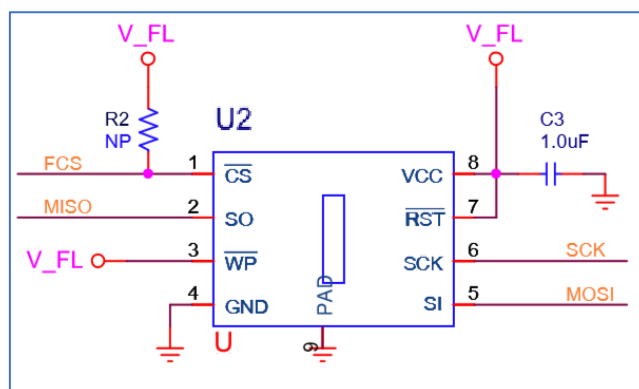 V_FL
V_FL
R2
NP
U2
C3
1.0uF
FCS
1
CS
VCC
8
MISO
2
SO
RST
7
V_FL
3
WP
SCK
6
SCK
4
GND
PAD
SI
5
MOSI
U
9